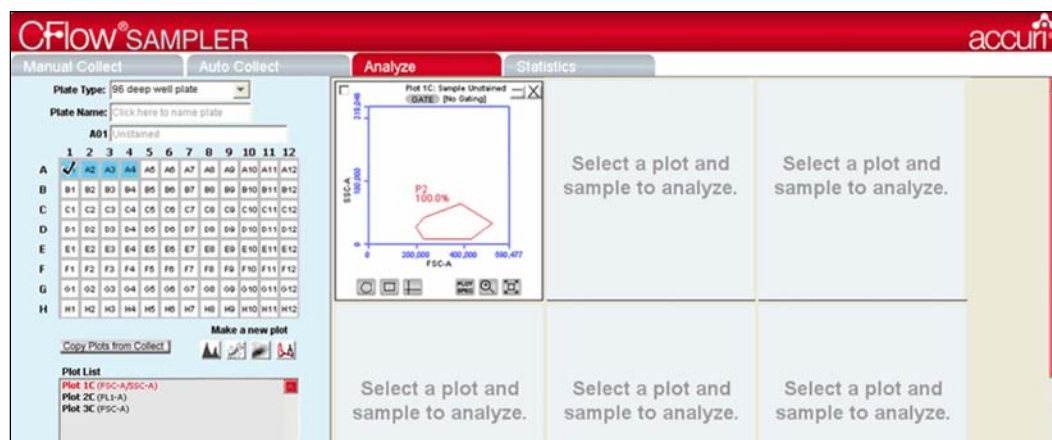 CFlow® SAMPLER
accuri
Manual Collect Auto Collect Analyze Statistics
Plate Type: 96 deep well plate
Plate Name: Click here to name plate
A01 Unstained
1 2 3 4 5 6 7 8 9 10 11 12
A A2 A3 A4 A5 A6 A7 A8 A9 A10 A11 A12
B B1 B2 B3 B4 B5 B6 B7 B8 B9 B10 B11 B12
C C1 C2 C3 C4 C5 C6 C7 C8 C9 C10 C11 C12
D D1 D2 D3 D4 D5 D6 D7 D8 D9 D10 D11 D12
E E1 E2 E3 E4 E5 E6 E7 E8 E9 E10 E11 E12
F F1 F2 F3 F4 F5 F6 F7 F8 F9 F10 F11 F12
G G1 G2 G3 G4 G5 G6 G7 G8 G9 G10 G11 G12
H H1 H2 H3 H4 H5 H6 H7 H8 H9 H10 H11 H12
Make a new plot
Copy Plots from Collect
Plot List
Plot 1C (FSC-A/SSC-A)
Plot 2C (FL1-A)
Plot 3C (FSC-A)
Plot 1C: Sample Unstained
GATE [No Gating]
SSC-A
0
P2
100.0%
0 200,000 400,000
FSC-A
PLOT
SPEC
Select a plot and
sample to analyze.
Select a plot and
sample to analyze.
Select a plot and
sample to analyze.
Select a plot and
sample to analyze.
Select a plot and
sample to analyze.